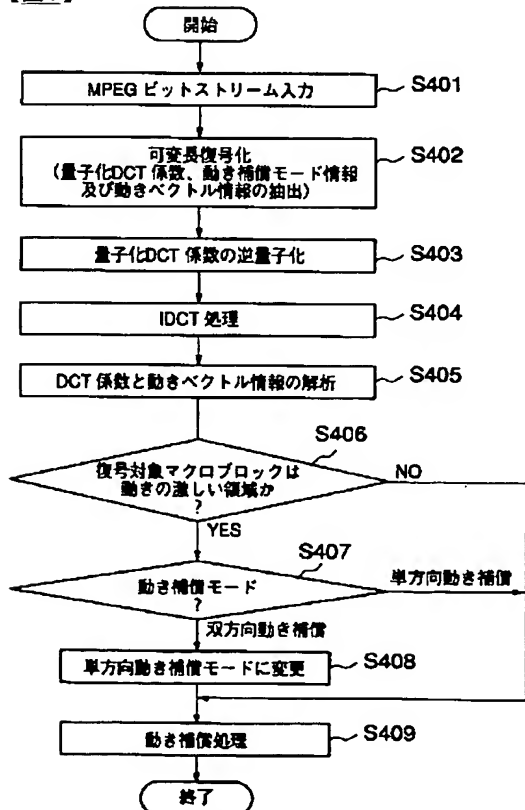 開始
MPEG ビットストリーム入力
S401
可変長復号化
(量子化DCT 係数、動き補償モード情報
及び動きベクトル情報の抽出)
S402
量子化DCT 係数の逆量子化
S403
IDCT 処理
S404
DCT 係数と動きベクトル情報の解析
S405
S406
復号対象マクロブロックは
動きの激しい領域か
?
NO
YES
S407
動き補償モード
?
単方向動き補償
双方向動き補償
単方向動き補償モードに変更
S408
動き補償処理
S409
終了